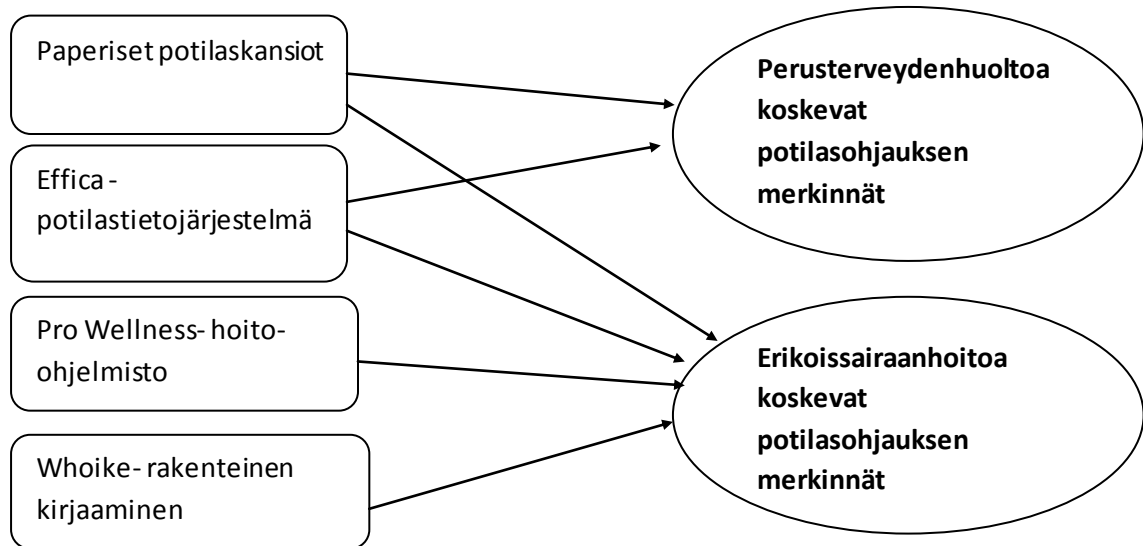 Paperiset potilaskansiot
Effica -
potilastietojärjestelmä
Pro Wellness- hoito-
ohjelmisto
Whoike- rakenteinen
kirjaaminen
Perusterveydenhuoltoa
koskevat
potilasohjauksen
merkinnät
Erikoissairaanhoitoa
koskevat
potilasohjauksen
merkinnät